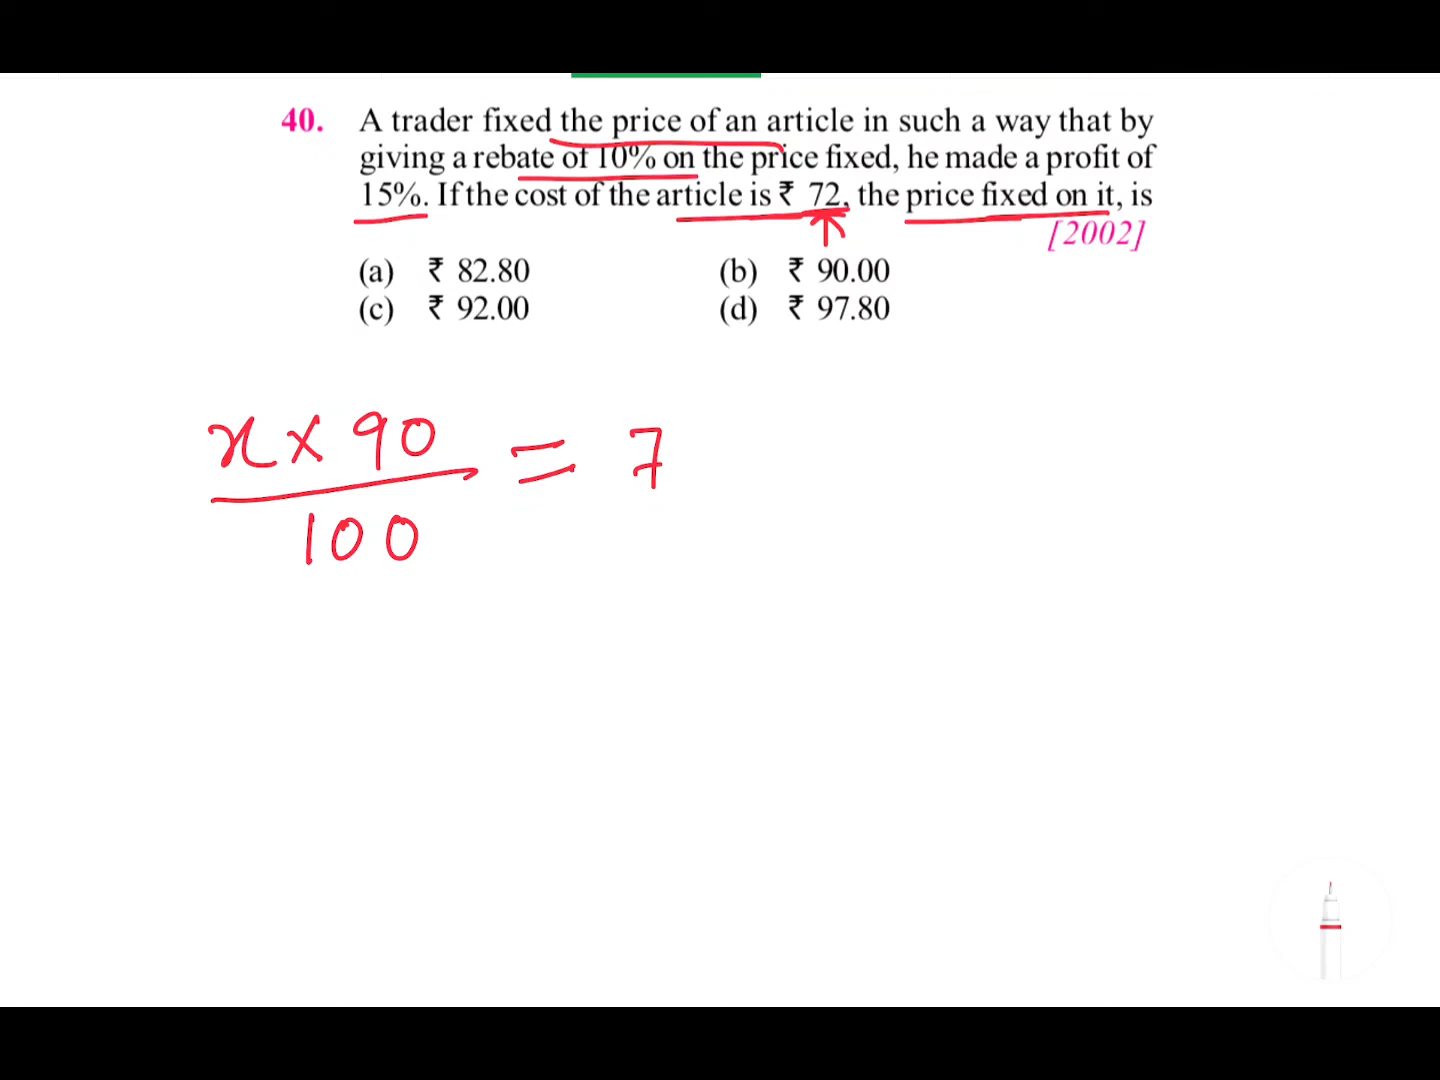 40. A trader fixed the price of an article in such a way that by
giving a rebate of 10% on the price fixed, he made a profit of
15%. If the cost of the article is ₹ 72, the price fixed on it, is
[2002]
(a) ₹ 82.80 (b) ₹ 90.00
(c) ₹ 92.00 (d) ₹ 97.80
x × 90 = 7
100